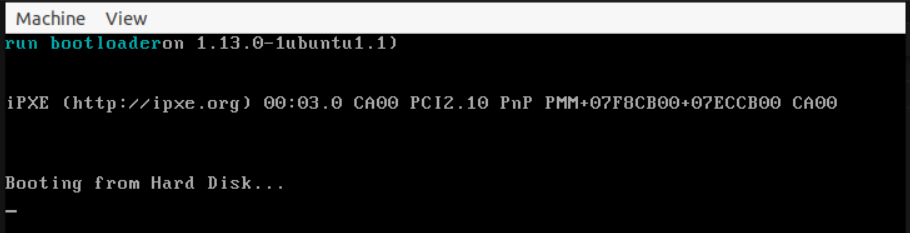 Machine View
run bootloaderon 1.13.0-1ubuntu1.1)
iPXE (http://ipxe.org) 00:03.0 CA00 PCI2.10 PnP PMM+07F8CB00+07ECCB00 CA00
Booting from Hard Disk...